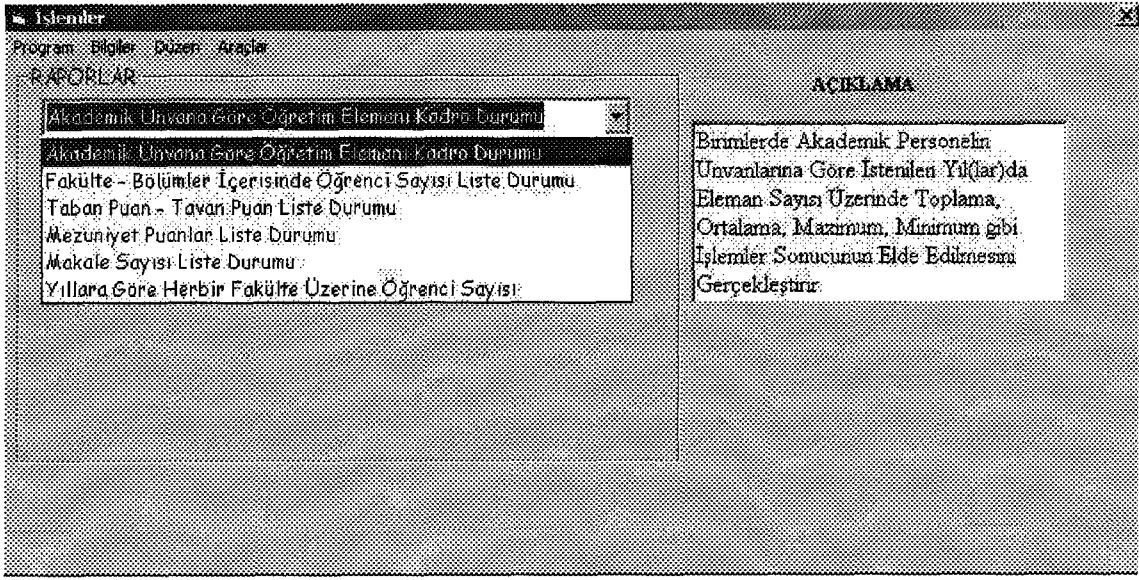 İşlemler
Program Bilgiler Düzen Araçlar
RAPORLAR
Akademik Unvana Göre Öğretim Elemanı Kadro Durumu
Akademik Unvana Göre Öğretim Elemanı Kadro Durumu
Fakülte - Bölümler İçerisinde Öğrenci Sayısı Liste Durumu
Taban Puan - Tavan Puan Liste Durumu
Mezuniyet Puanlar Liste Durumu
Makale Sayısı Liste Durumu
Yıllara Göre Herbir Fakülte Üzerine Öğrenci Sayısı
AÇIKLAMA
Birimlerde Akademik Personelin
Unvanlarına Göre İstenilen Yıl(lar)da
Eleman Sayısı Üzerinde Toplama,
Ortalama, Mazimum, Minimum gibi
İşlemler Sonucunun Elde Edilmesini
Gerçekleştirir